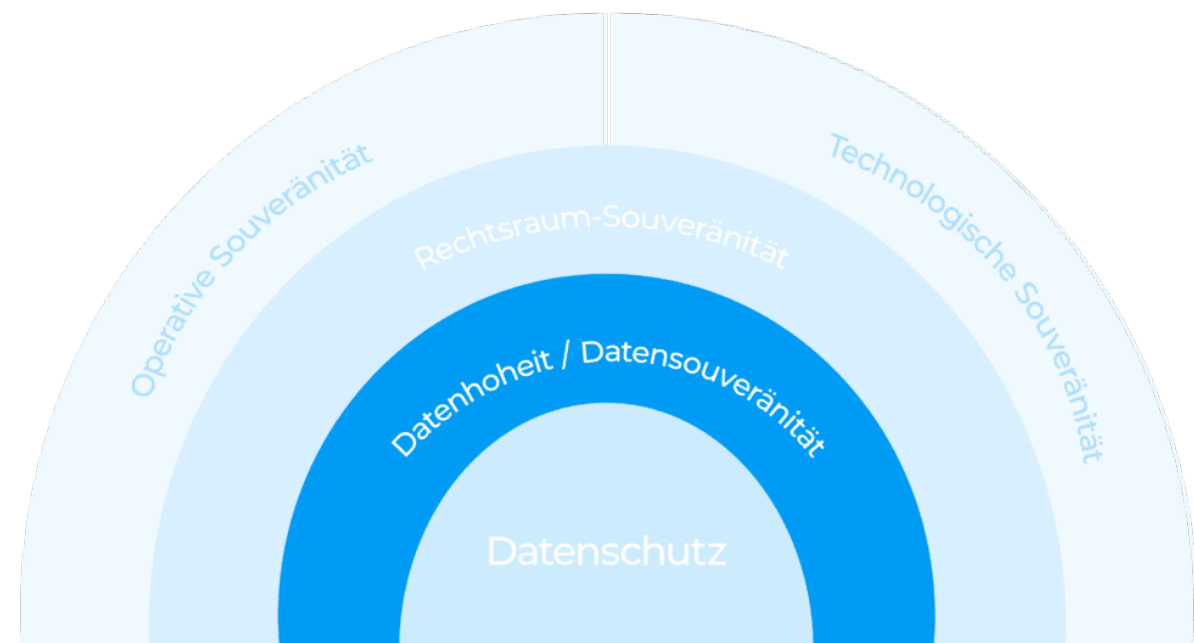 Operative Souveränität
Technologische Souveränität
Rechtsraum-Souveränität
Datenhoheit / Datensouveränität
Datenschutz